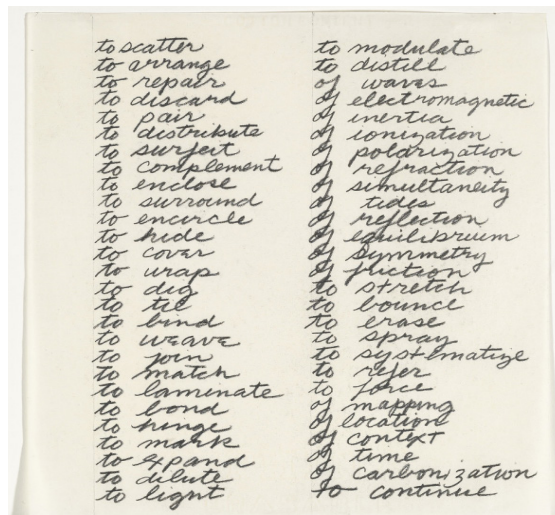 to scatter
to arrange
to repair
to discard
to pair
to distribute
to surfeit
to complement
to enclose
to surround
to encircle
to hide
to cover
to wrap
to dig
to tie
to bind
to weave
to join
to match
to laminate
to bond
to hinge
to mark
to expand
to dilute
to light
to modulate
to distill
of waves
of electromagnetic
of inertia
of ionization
of polarization
of refraction
of simultaneity
of tides
of reflection
of equilibrium
of symmetry
of friction
to stretch
to bounce
to erase
to spray
to systematize
to refer
to force
of mapping
of location
of context
of time
of carbonization
to continue